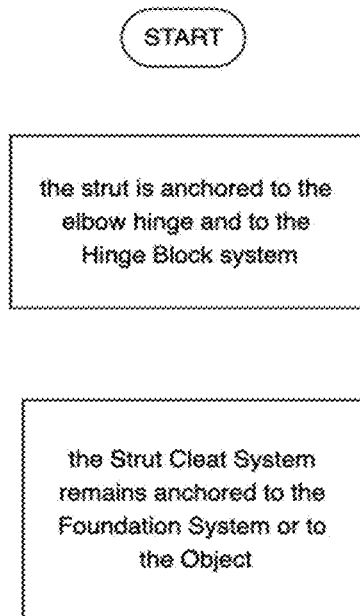 START
the strut is anchored to the
elbow hinge and to the
Hinge Block system
the Strut Cleat System
remains anchored to the
Foundation System or to
the Object